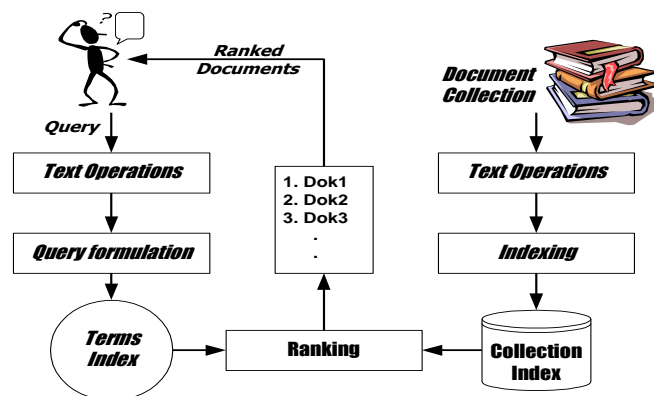 ?
Ranked
Documents
Document
Collection
Query
Text Operations
Query formulation
Terms
Index
1. Dok1
2. Dok2
3. Dok3
.
.
Ranking
Text Operations
Indexing
Collection
Index